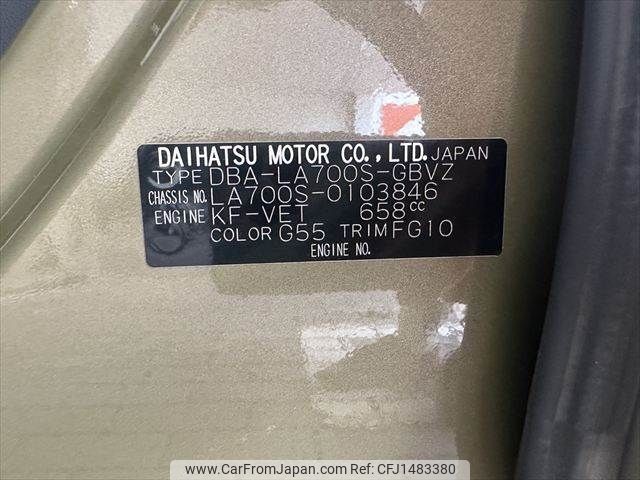 DAIHATSU MOTOR CO., LTD. JAPAN
TYPE DBA-LA700S-GBVZ
CHASSIS NO. LA700S-0103846
ENGINE KF-VET 658cc
COLOR G55 TRIM FG10
ENGINE NO.
www.CarFromJapan.com | REF No. CFJ1483380